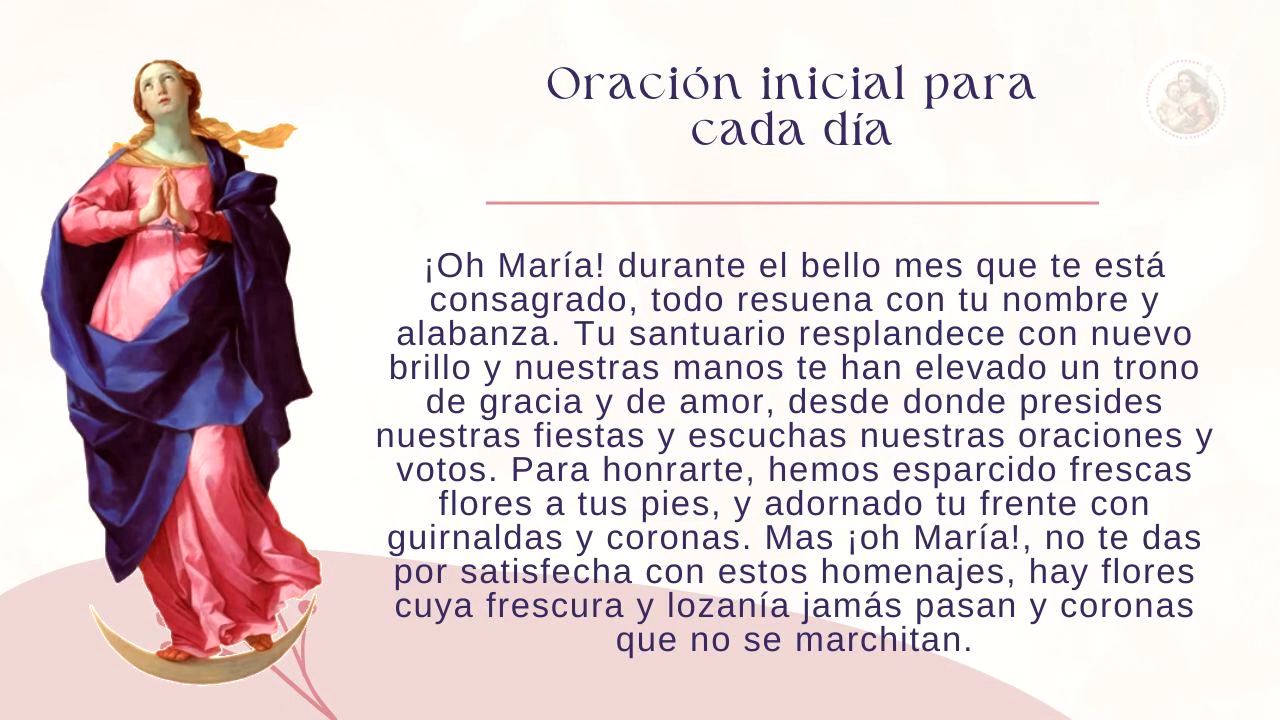 Oración inicial para
cada día
¡Oh María! durante el bello mes que te está
consagrado, todo resuena con tu nombre y
alabanza. Tu santuario resplandece con nuevo
brillo y nuestras manos te han elevado un trono
de gracia y de amor, desde donde presides
nuestras fiestas y escuchas nuestras oraciones y
votos. Para honrarte, hemos esparcido frescas
flores a tus pies, y adornado tu frente con
guirnaldas y coronas. Mas ¡oh María!, no te das
por satisfecha con estos homenajes, hay flores
cuya frescura y lozanía jamás pasan y coronas
que no se marchitan.